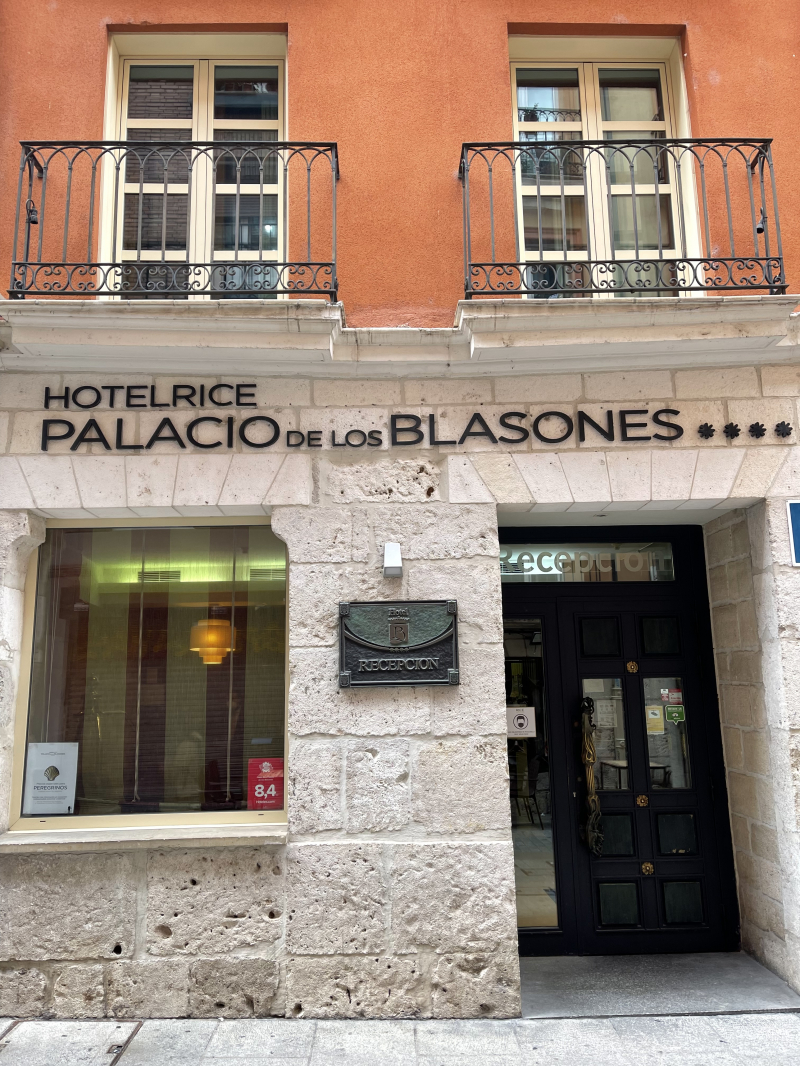 HOTELRICE
PALACIO DE LOS BLASONES ****
Recepción
Hotel
B
RECEPCION
PEREGRINOS
8,4